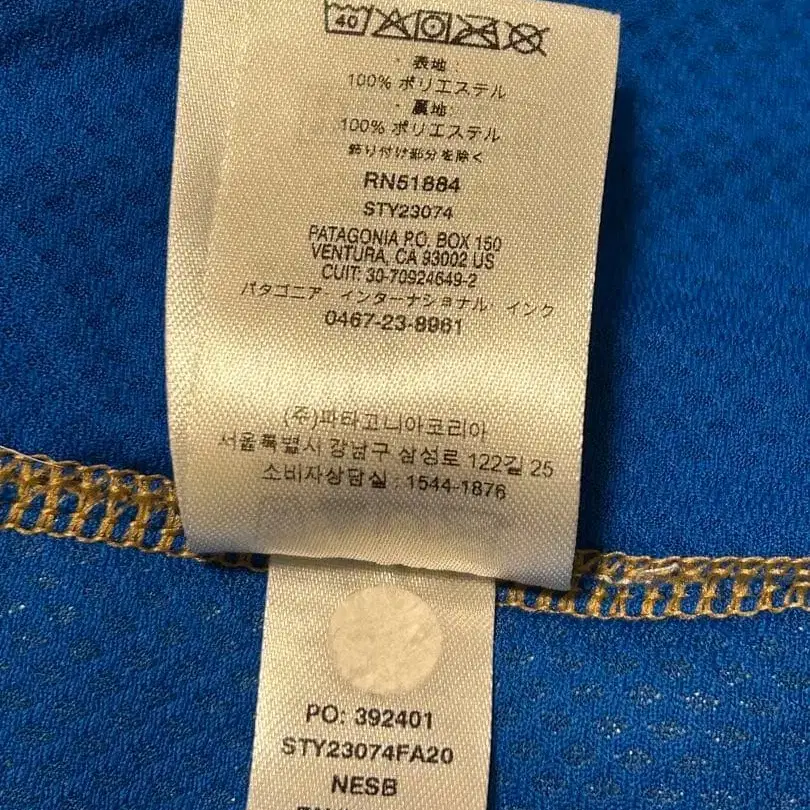 40
· 表地·
100% ポリエステル
· 裏地·
100% ポリエステル
飾り付け部分を除く
RN51884
STY23074
PATAGONIA P.O. BOX 150
VENTURA, CA 93002 US
CUIT: 30-70924649-2
パタゴニア・インターナショナル・インク
0467-23-8961
(주)파타고니아코리아
서울특별시 강남구 삼성로 122길 25
소비자상담실 : 1544-1876
PO: 392401
STY23074FA20
NESB